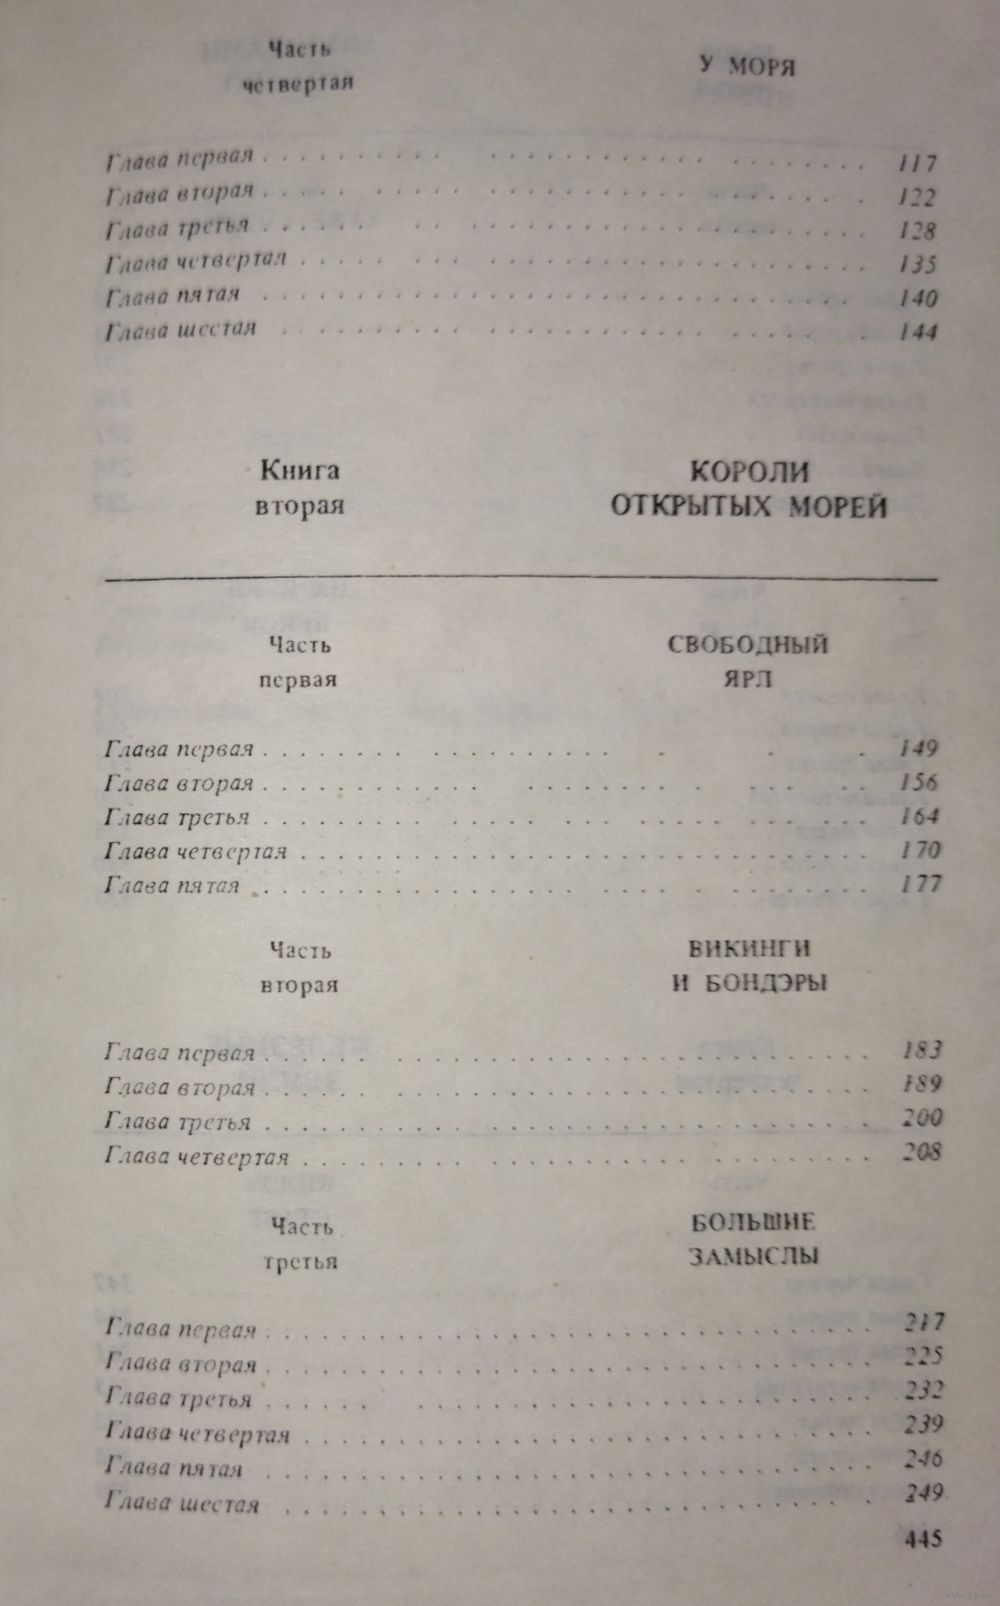 Часть
четвертая
У МОРЯ
Глава первая . . . . . . . . . . . . . . . . . . . . . . . . . . . . . . 117
Глава вторая . . . . . . . . . . . . . . . . . . . . . . . . . . . . . . 122
Глава третья . . . . . . . . . . . . . . . . . . . . . . . . . . . . . . 128
Глава четвертая . . . . . . . . . . . . . . . . . . . . . . . . . . . . 135
Глава пятая . . . . . . . . . . . . . . . . . . . . . . . . . . . . . . 140
Глава шестая . . . . . . . . . . . . . . . . . . . . . . . . . . . . . 144
Книга
вторая
КОРОЛИ
ОТКРЫТЫХ МОРЕЙ
Часть
первая
СВОБОДНЫЙ
ЯРЛ
Глава первая . . . . . . . . . . . . . . . . . . . . . . 149
Глава вторая . . . . . . . . . . . . . . . . . . . . . . . . . . 156
Глава третья . . . . . . . . . . . . . . . . . . . . . . . . . . . . 164
Глава четвертая . . . . . . . . . . . . . . . . . . . . . . . . . . . . 170
Глава пятая . . . . . . . . . . . . . . . . . . . . . . . . . . . . . . 177
Часть
вторая
ВИКИНГИ
И БОНДЭРЫ
Глава первая . . . . . . . . . . . . . . . . . . . . . . . . . . . . . . 183
Глава вторая . . . . . . . . . . . . . . . . . . . . . . . . . . . . . . 189
Глава третья . . . . . . . . . . . . . . . . . . . . . . . . . . . . . . 200
Глава четвертая . . . . . . . . . . . . . . . . . . . . . . . . . . . . 208
Часть
третья
БОЛЬШИЕ
ЗАМЫСЛЫ
Глава первая . . . . . . . . . . . . . . . . . . . . . . . . . . . . . . 217
Глава вторая . . . . . . . . . . . . . . . . . . . . . . . . . . . . . . 225
Глава третья . . . . . . . . . . . . . . . . . . . . . . . . . . . . . . 232
Глава четвертая . . . . . . . . . . . . . . . . . . . . . . . . . . . . 239
Глава пятая . . . . . . . . . . . . . . . . . . . . . . . . . . . . . . 246
Глава шестая . . . . . . . . . . . . . . . . . . . . . . . . . . . . . 249
445